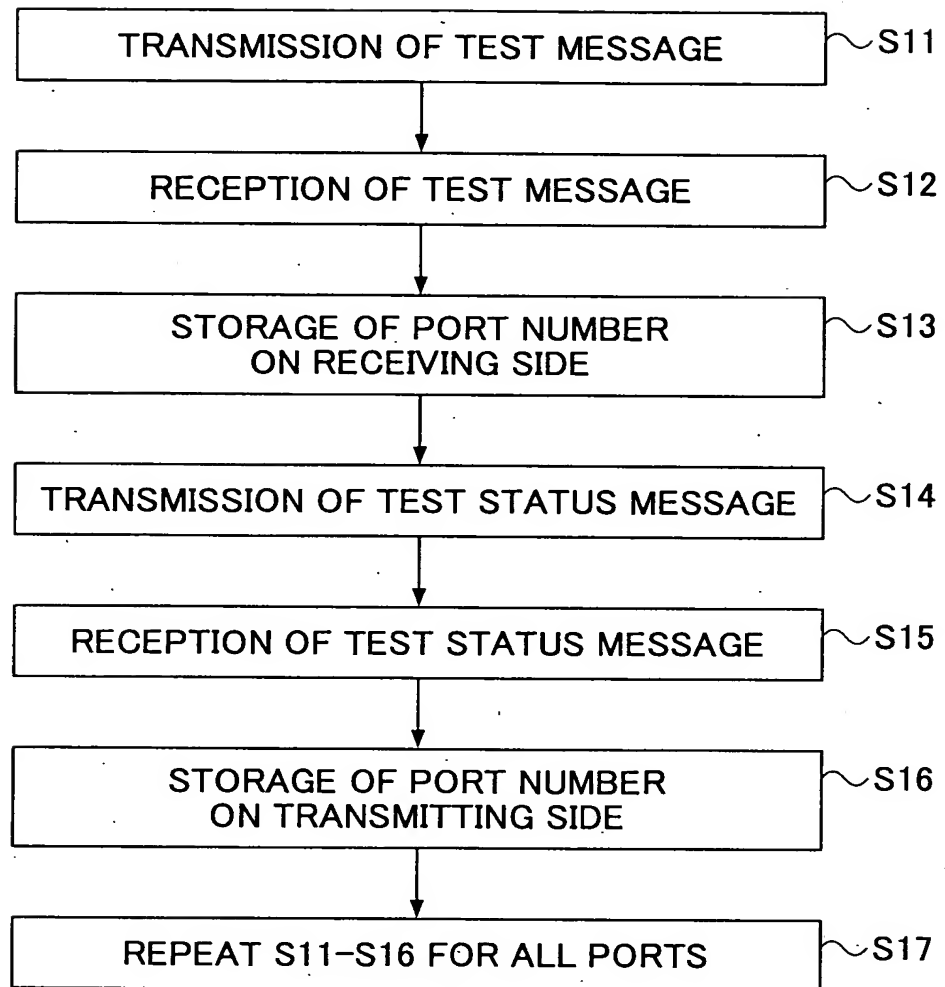 TRANSMISSION OF TEST MESSAGE S11
RECEPTION OF TEST MESSAGE S12
STORAGE OF PORT NUMBER S13
ON RECEIVING SIDE
TRANSMISSION OF TEST STATUS MESSAGE S14
RECEPTION OF TEST STATUS MESSAGE S15
STORAGE OF PORT NUMBER S16
ON TRANSMITTING SIDE
REPEAT S11-S16 FOR ALL PORTS S17